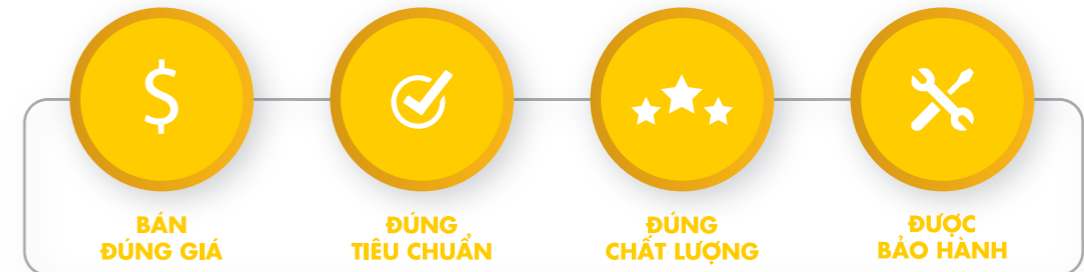 $
BÁN
ĐÚNG GIÁ
ĐÚNG
TIÊU CHUẨN
ĐÚNG
CHẤT LƯỢNG
ĐƯỢC
BẢO HÀNH